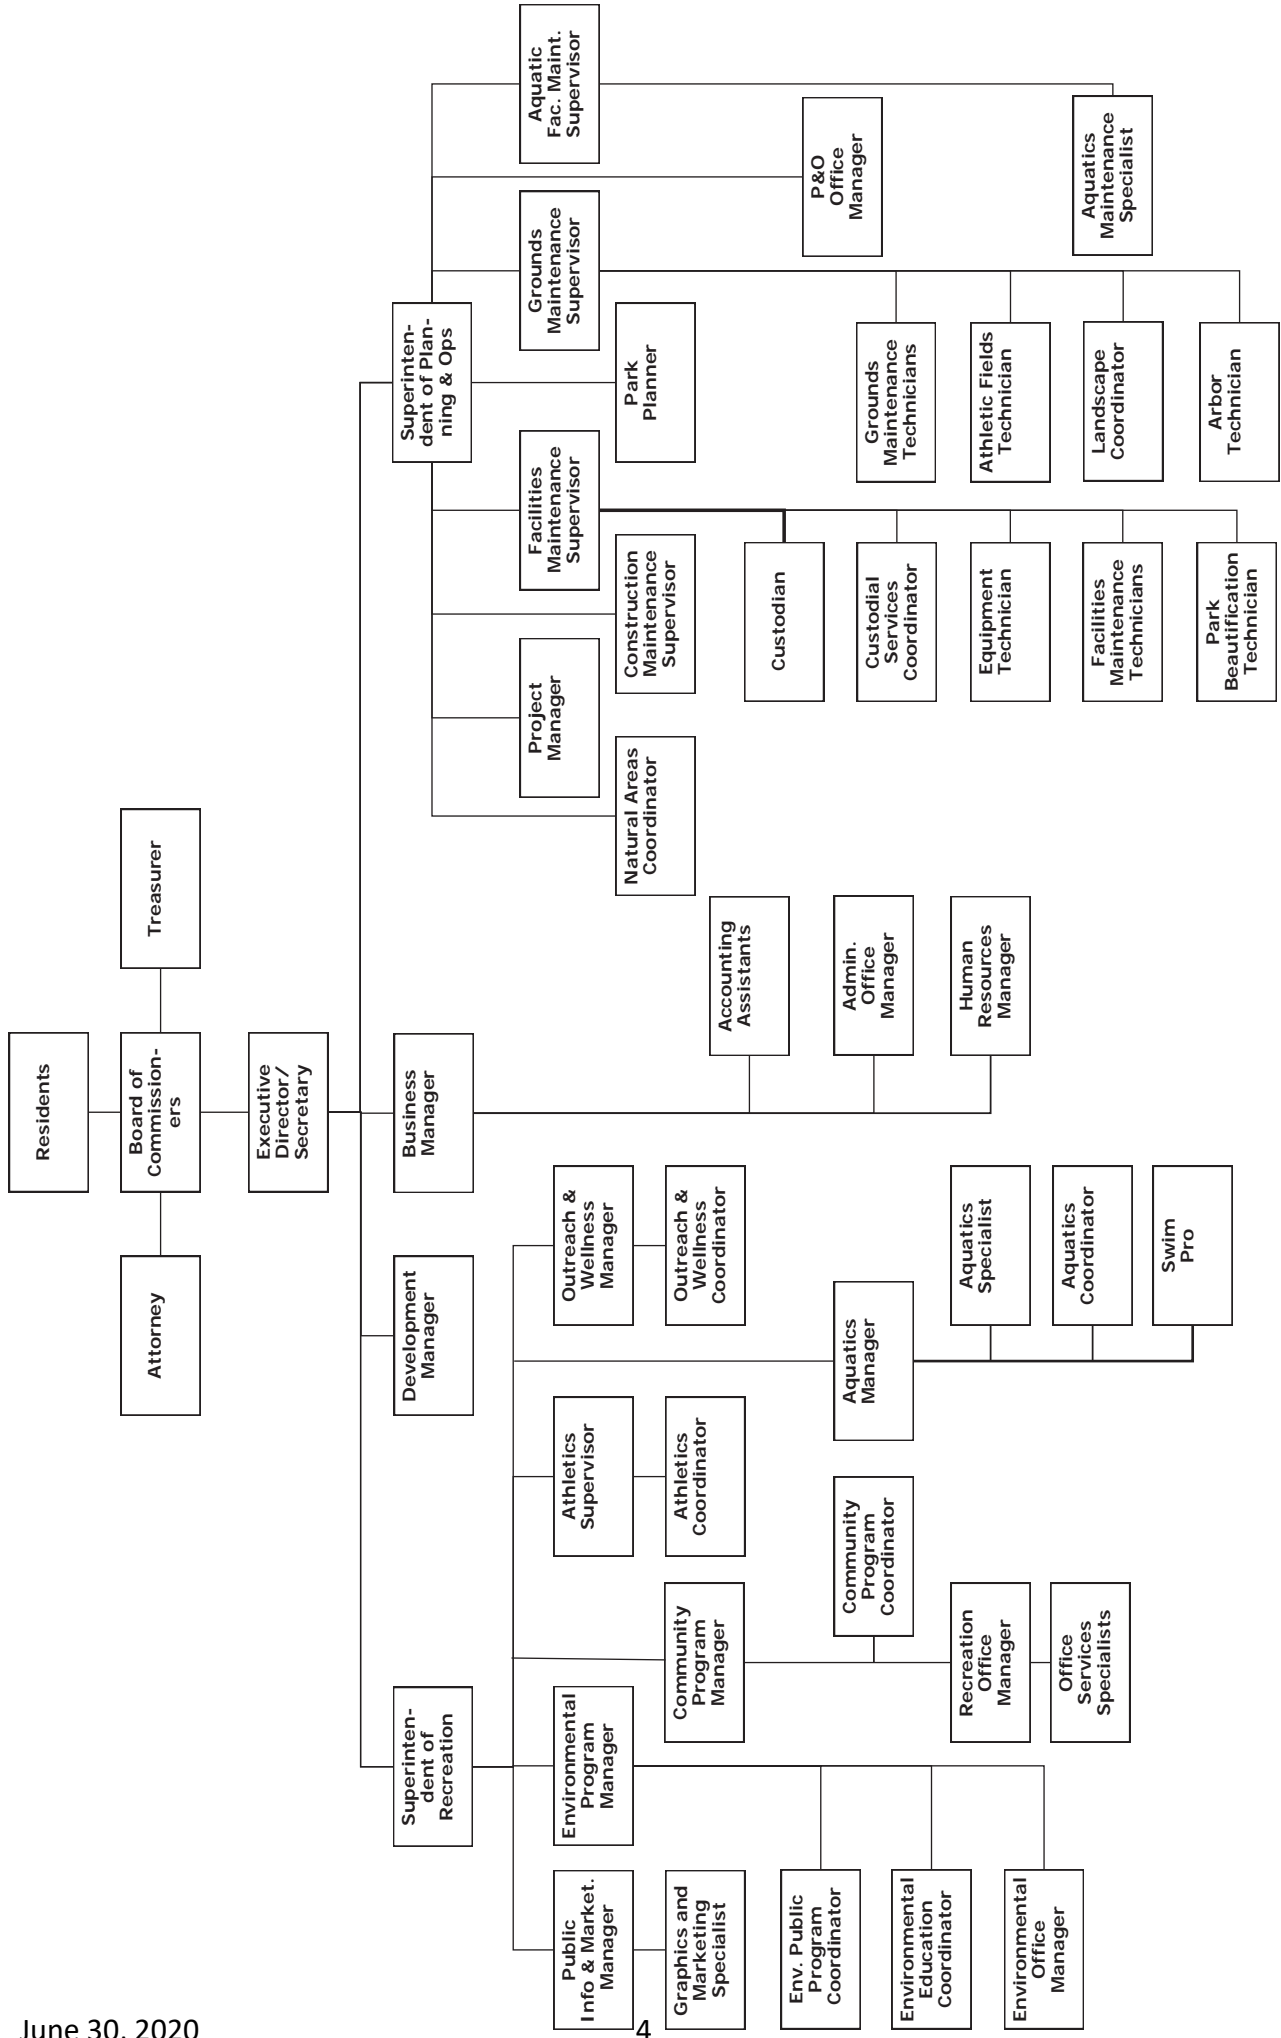 Residents
Attorney
Board of
Commission-
ers
Treasurer
Executive
Director/
Secretary
Superinten-
dent of
Recreation
Development
Manager
Business
Manager
Superinten-
dent of Plan-
ning & Ops
Public
Info & Market.
Manager
Graphics and
Marketing
Specialist
Environmental
Program
Manager
Env. Public
Program
Coordinator
Environmental
Education
Coordinator
Environmental
Office
Manager
Community
Program
Manager
Community
Program
Coordinator
Recreation
Office
Manager
Office
Services
Specialists
Athletics
Supervisor
Athletics
Coordinator
Aquatics
Manager
Aquatics
Specialist
Aquatics
Coordinator
Swim
Pro
Outreach &
Wellness
Manager
Outreach &
Wellness
Coordinator
Accounting
Assistants
Admin.
Office
Manager
Human
Resources
Manager
Natural Areas
Coordinator
Project
Manager
Construction
Maintenance
Supervisor
Facilities
Maintenance
Supervisor
Custodian
Custodial
Services
Coordinator
Equipment
Technician
Facilities
Maintenance
Technicians
Park
Beautification
Technician
Park
Planner
Grounds
Maintenance
Supervisor
Grounds
Maintenance
Technicians
Athletic Fields
Technician
Landscape
Coordinator
Arbor
Technician
P&O
Office
Manager
Aquatic
Fac. Maint.
Supervisor
Aquatics
Maintenance
Specialist
June 30, 2020
4